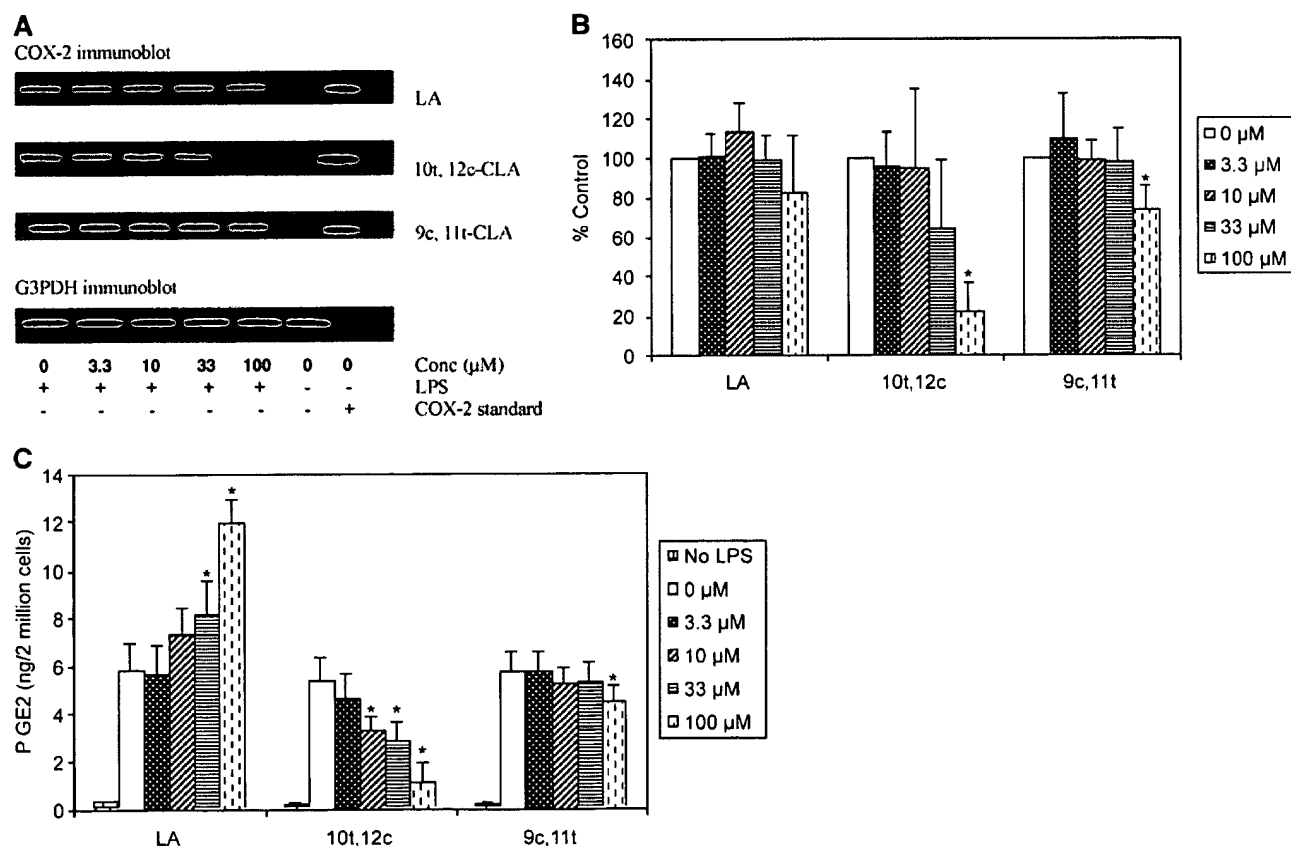 A
COX-2 immunoblot
LA
10t, 12c-CLA
9c, 11t-CLA
G3PDH immunoblot
0 3.3 10 33 100 0 0 Conc (µM)
+ + + + + - - LPS
- - - - - - + COX-2 standard
B
% Control
160
140
120
100
80
60
40
20
0
*
*
LA 10t,12c 9c,11t
0 µM
3.3 µM
10 µM
33 µM
100 µM
C
P GE2 (ng/2 million cells)
14
12
10
8
6
4
2
0
*
*
* *
*
*
LA 10t,12c 9c,11t
No LPS
0 µM
3.3 µM
10 µM
33 µM
100 µM